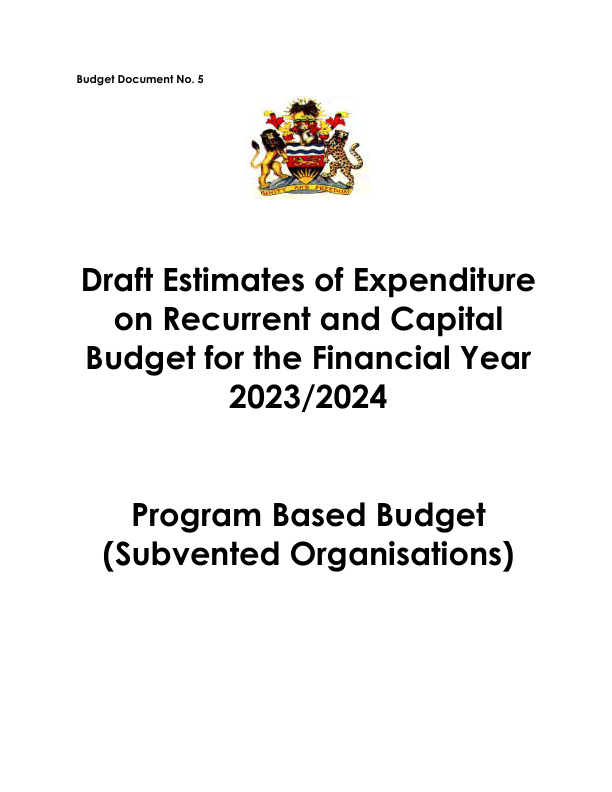 Budget Document No. 5
UNITY AND FREEDOM
Draft Estimates of Expenditure
on Recurrent and Capital
Budget for the Financial Year
2023/2024
Program Based Budget
(Subvented Organisations)